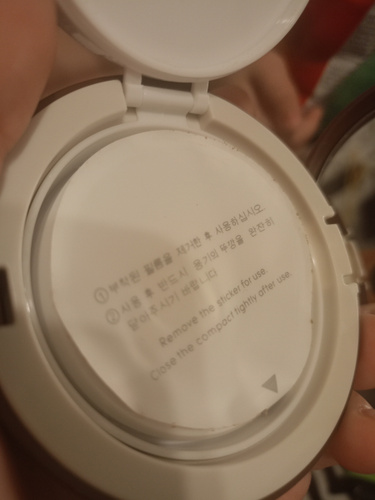 ① 부착된 필름을 제거한 후, 사용하십시오.
② 사용 후 반드시 용기의 뚜껑을 완전히
닫아주시기 바랍니다.
Remove the sticker for use.
Close the compact tightly after use.